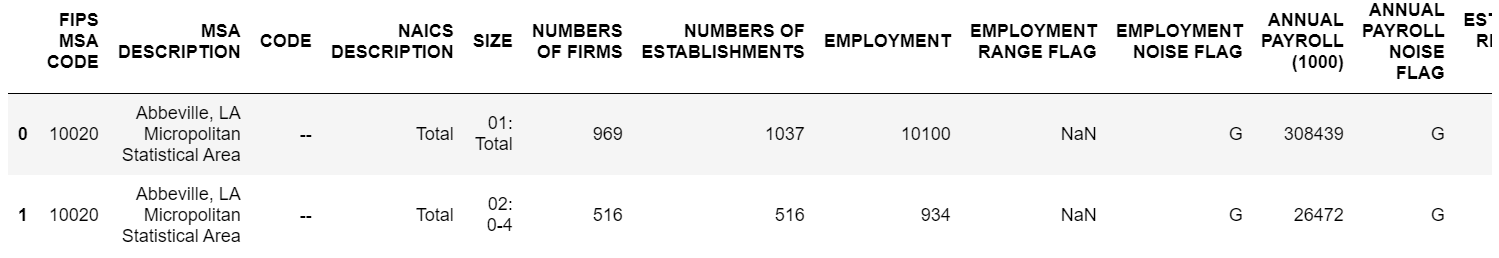 FIPS MSA CODE MSA DESCRIPTION CODE NAICS DESCRIPTION SIZE NUMBERS OF FIRMS NUMBERS OF ESTABLISHMENTS EMPLOYMENT EMPLOYMENT RANGE FLAG EMPLOYMENT NOISE FLAG ANNUAL PAYROLL (1000) ANNUAL PAYROLL NOISE FLAG
0 10020 Abbeville, LA Micropolitan Statistical Area -- Total 01: Total 969 1037 10100 NaN G 308439 G
1 10020 Abbeville, LA Micropolitan Statistical Area -- Total 02: 0-4 516 516 934 NaN G 26472 G